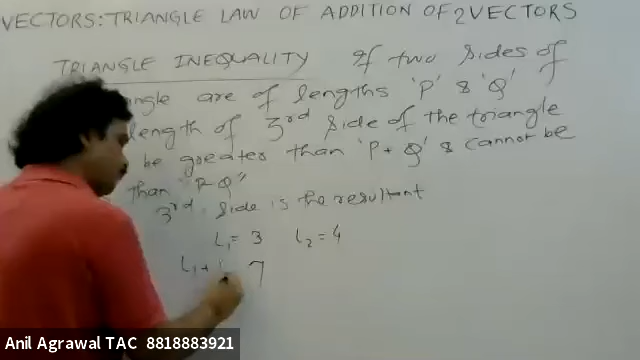 VECTORS: TRIANGLE LAW OF ADDITION OF 2 VECTORS
TRIANGLE INEQUALITY If two sides of
angle are of lengths 'P' & 'Q'
length of 3rd side of the triangle
be greater than 'P+Q' & cannot be
than "P-Q"
3rd side is the resultant
L1 = 3 L2 = 4
L1 + 7
Anil Agrawal TAC 8818883921